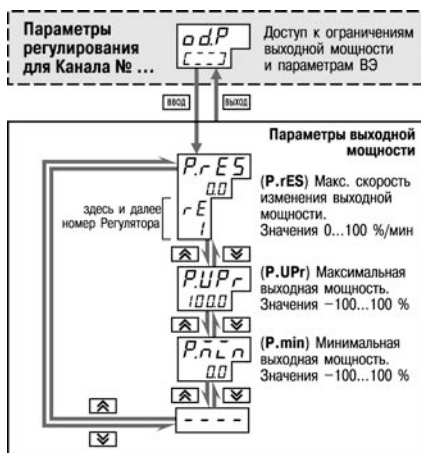 Параметры
регулирования
для Канала № ...
od.P
[---]
Доступ к ограничениям
выходной мощности
и параметрам ВЭ
ВВОД
ВЫХОД
Параметры выходной
мощности
P.rES
0.0
rE
1
здесь и далее
номер Регулятора
(P.rES) Макс. скорость
изменения выходной
мощности.
Значения 0...100 %/мин
P.UPr
100.0
(P.UPr) Максимальная
выходная мощность.
Значения −100...100 %
P.min
0.0
(P.min) Минимальная
выходная мощность.
Значения −100...100 %
----